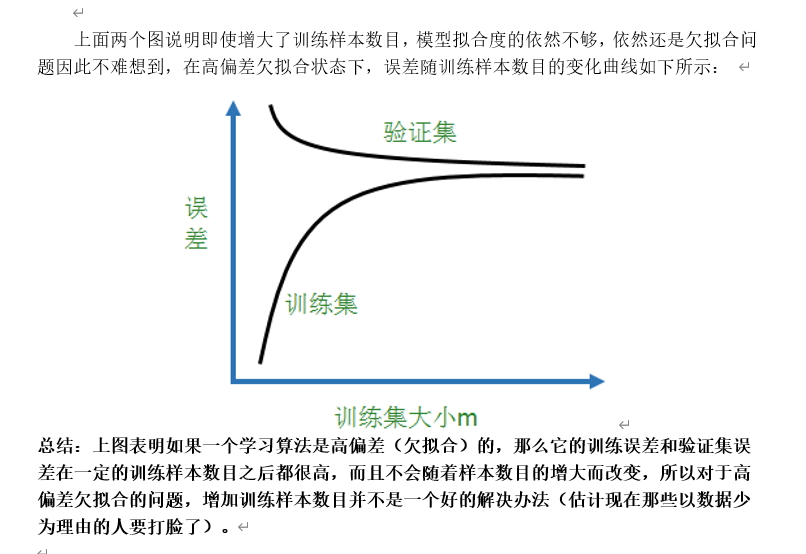 上面两个图说明即使增大了训练样本数目，模型拟合度的依然不够，依然还是欠拟合问
题因此不难想到，在高偏差欠拟合状态下，误差随训练样本数目的变化曲线如下所示：
验证集
误
差
训练集
训练集大小m
总结：上图表明如果一个学习算法是高偏差（欠拟合）的，那么它的训练误差和验证集误
差在一定的训练样本数目之后都很高，而且不会随着样本数目的增大而改变，所以对于高
偏差欠拟合的问题，增加训练样本数目并不是一个好的解决办法（估计现在那些以数据少
为理由的人要打脸了）。